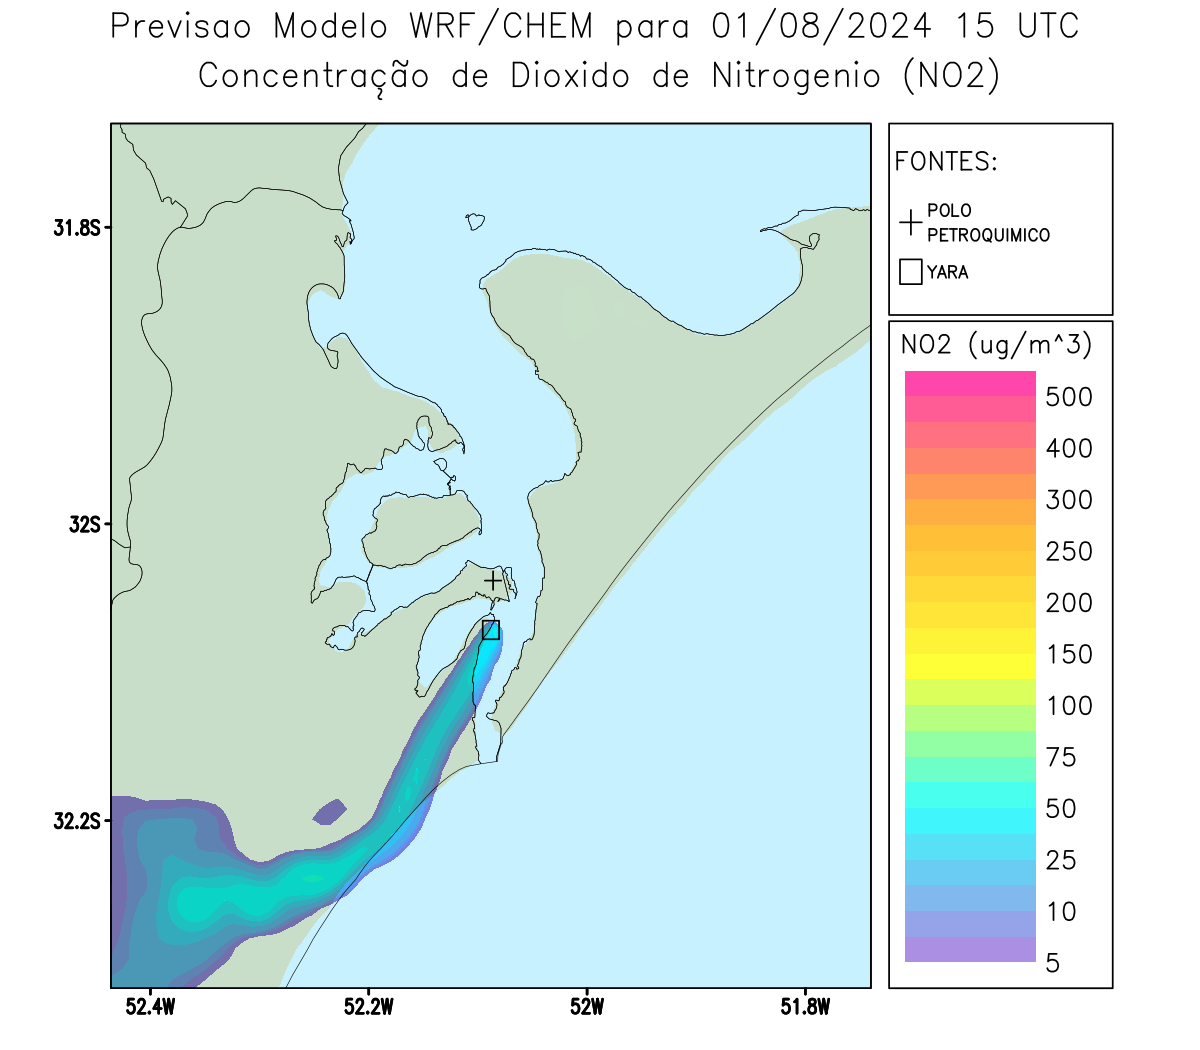 Previsao Modelo WRF/CHEM para 01/08/2024 15 UTC
Concentração de Dioxido de Nitrogenio (NO2)
FONTES:
POLO
PETROQUIMICO
YARA
31.8S
32S
32.2S
52.4W
52.2W
52W
51.8W
NO2 (ug/m^3)
500
400
300
250
200
150
100
75
50
25
10
5